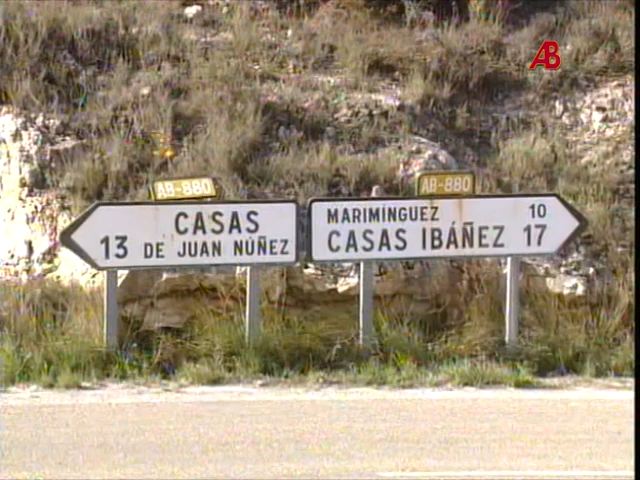 AB
AB-880
AB-880
CASAS
13 DE JUAN NÚÑEZ
MARIMÍNGUEZ 10
CASAS IBÁÑEZ 17